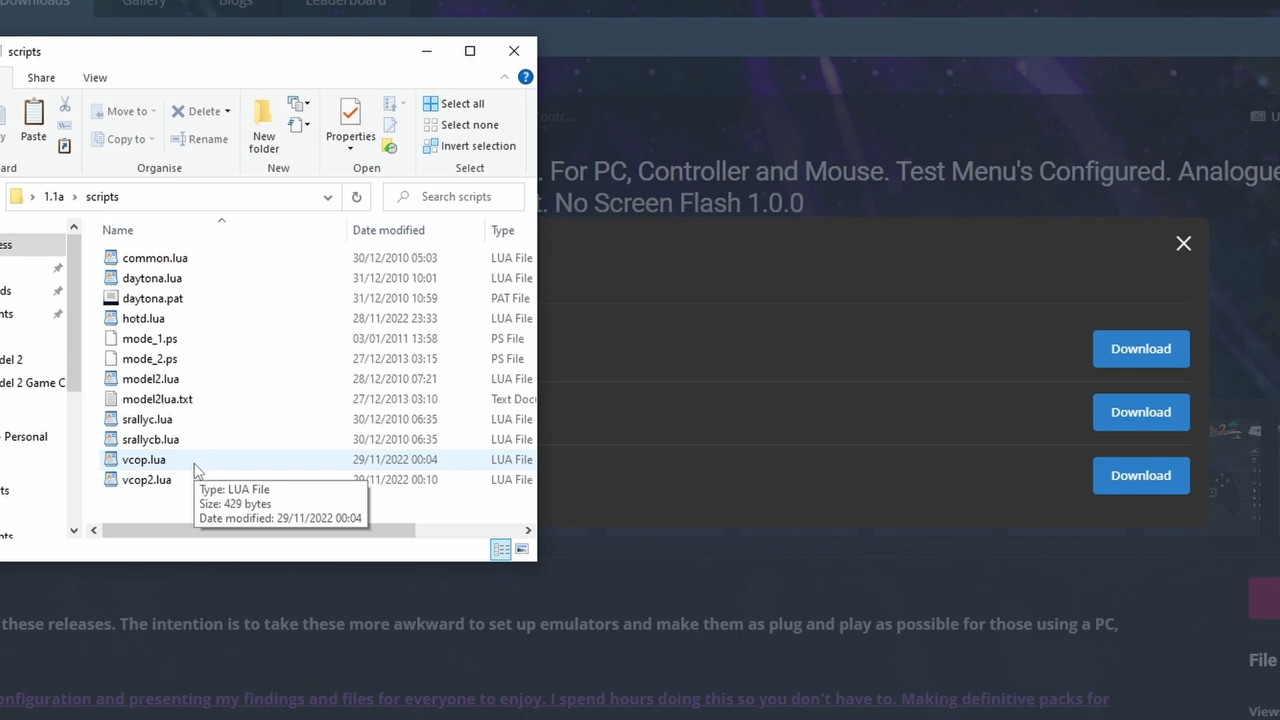 Downloads Gallery Blogs Leaderboard
scripts
Share View
Paste
Move to
Copy to
Delete
Rename
New folder
Properties
Select all
Select none
Invert selection
Organise New Open Select
1.1a scripts
Search scripts
Name Date modified Type
common.lua 30/12/2010 05:03 LUA File
daytona.lua 31/12/2010 10:01 LUA File
daytona.pat 31/12/2010 10:59 PAT File
hotd.lua 28/11/2022 23:33 LUA File
mode_1.ps 03/01/2011 13:58 PS File
mode_2.ps 27/12/2013 03:15 PS File
model2.lua 28/12/2010 07:21 LUA File
model2lua.txt 27/12/2013 03:10 Text Docu
srallyc.lua 30/12/2010 06:35 LUA File
srallycb.lua 30/12/2010 06:35 LUA File
vcop.lua 29/11/2022 00:04 LUA File
vcop2.lua 29/11/2022 00:10 LUA File
Type: LUA File
Size: 429 bytes
Date modified: 29/11/2022 00:04
ess
ds
nts
del 2
del 2 Game C
- Personal
ts
nts
. For PC, Controller and Mouse. Test Menu's Configured. Analogue
t. No Screen Flash 1.0.0
Download
Download
Download
these releases. The intention is to take these more awkward to set up emulators and make them as plug and play as possible for those using a PC,
onfiguration and presenting my findings and files for everyone to enjoy. I spend hours doing this so you don't have to. Making definitive packs for
File
View